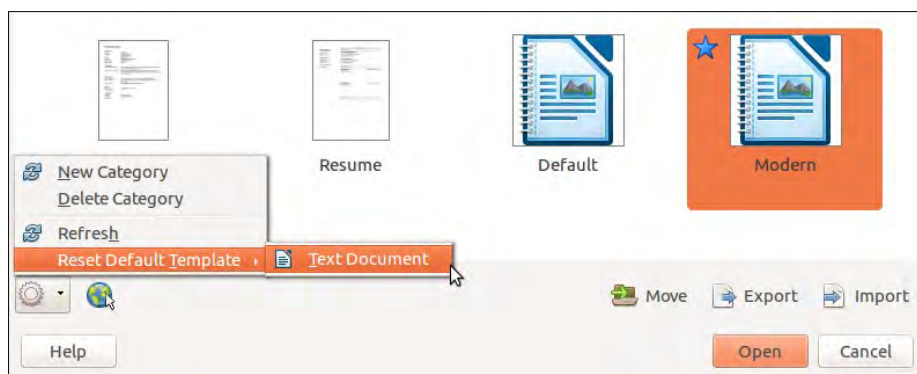 Resume
Default
Modern
New Category
Delete Category
Refresh
Reset Default Template
Text Document
Move
Export
Import
Help
Open
Cancel